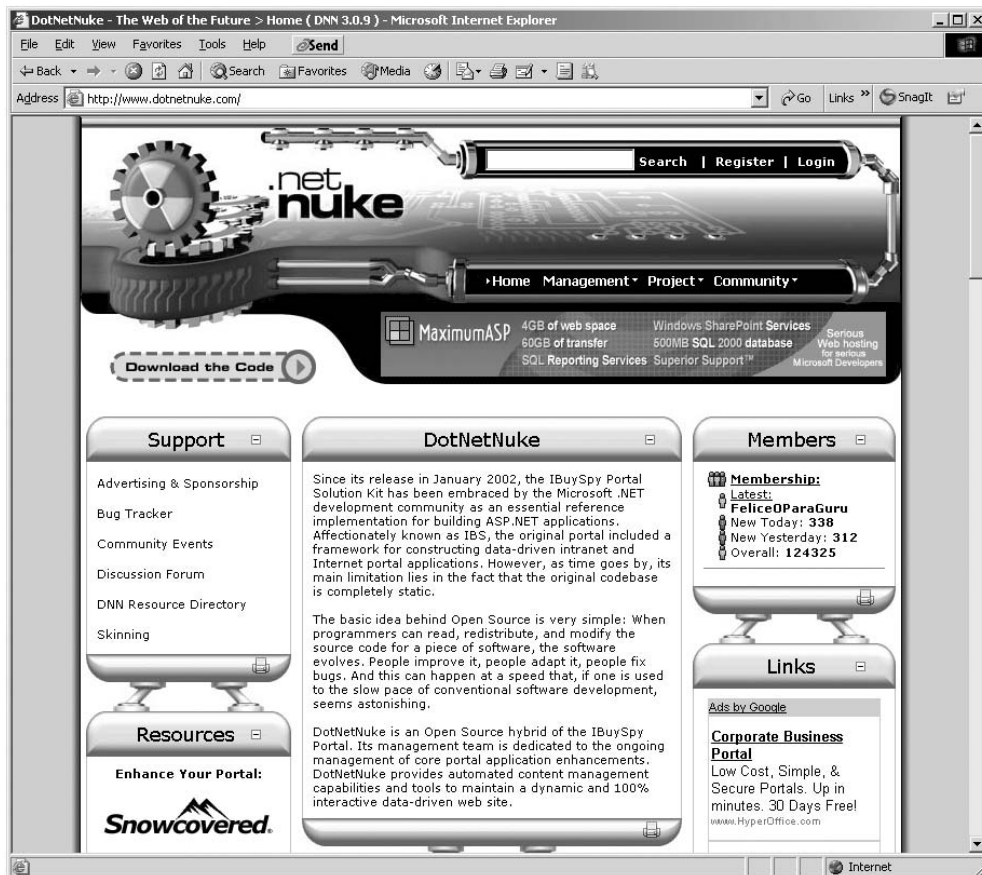 DotNetNuke - The Web of the Future > Home ( DNN 3.0.9 ) - Microsoft Internet Explorer
File Edit View Favorites Tools Help Send
Back Search Favorites Media
Address http://www.dotnetnuke.com/ Go Links » SnagIt
Search | Register | Login
.net
nuke
Home Management Project Community
MaximumASP
4GB of web space
60GB of transfer
SQL Reporting Services
Windows SharePoint Services
500MB SQL 2000 database
Superior Support™
Serious
Web hosting
for serious
Microsoft Developers
Download the Code
Support
Advertising & Sponsorship
Bug Tracker
Community Events
Discussion Forum
DNN Resource Directory
Skinning
Resources
Enhance Your Portal:
Snowcovered.
DotNetNuke
Since its release in January 2002, the IBuySpy Portal
Solution Kit has been embraced by the Microsoft .NET
development community as an essential reference
implementation for building ASP.NET applications.
Affectionately known as IBS, the original portal included a
framework for constructing data-driven intranet and
Internet portal applications. However, as time goes by, its
main limitation lies in the fact that the original codebase
is completely static.
The basic idea behind Open Source is very simple: When
programmers can read, redistribute, and modify the
source code for a piece of software, the software
evolves. People improve it, people adapt it, people fix
bugs. And this can happen at a speed that, if one is used
to the slow pace of conventional software development,
seems astonishing.
DotNetNuke is an Open Source hybrid of the IBuySpy
Portal. Its management team is dedicated to the ongoing
management of core portal application enhancements.
DotNetNuke provides automated content management
capabilities and tools to maintain a dynamic and 100%
interactive data-driven web site.
Members
Membership:
Latest:
FeliceOParaGuru
New Today: 338
New Yesterday: 312
Overall: 124325
Links
Ads by Google
Corporate Business
Portal
Low Cost, Simple, &
Secure Portals. Up in
minutes. 30 Days Free!
www.HyperOffice.com
Internet